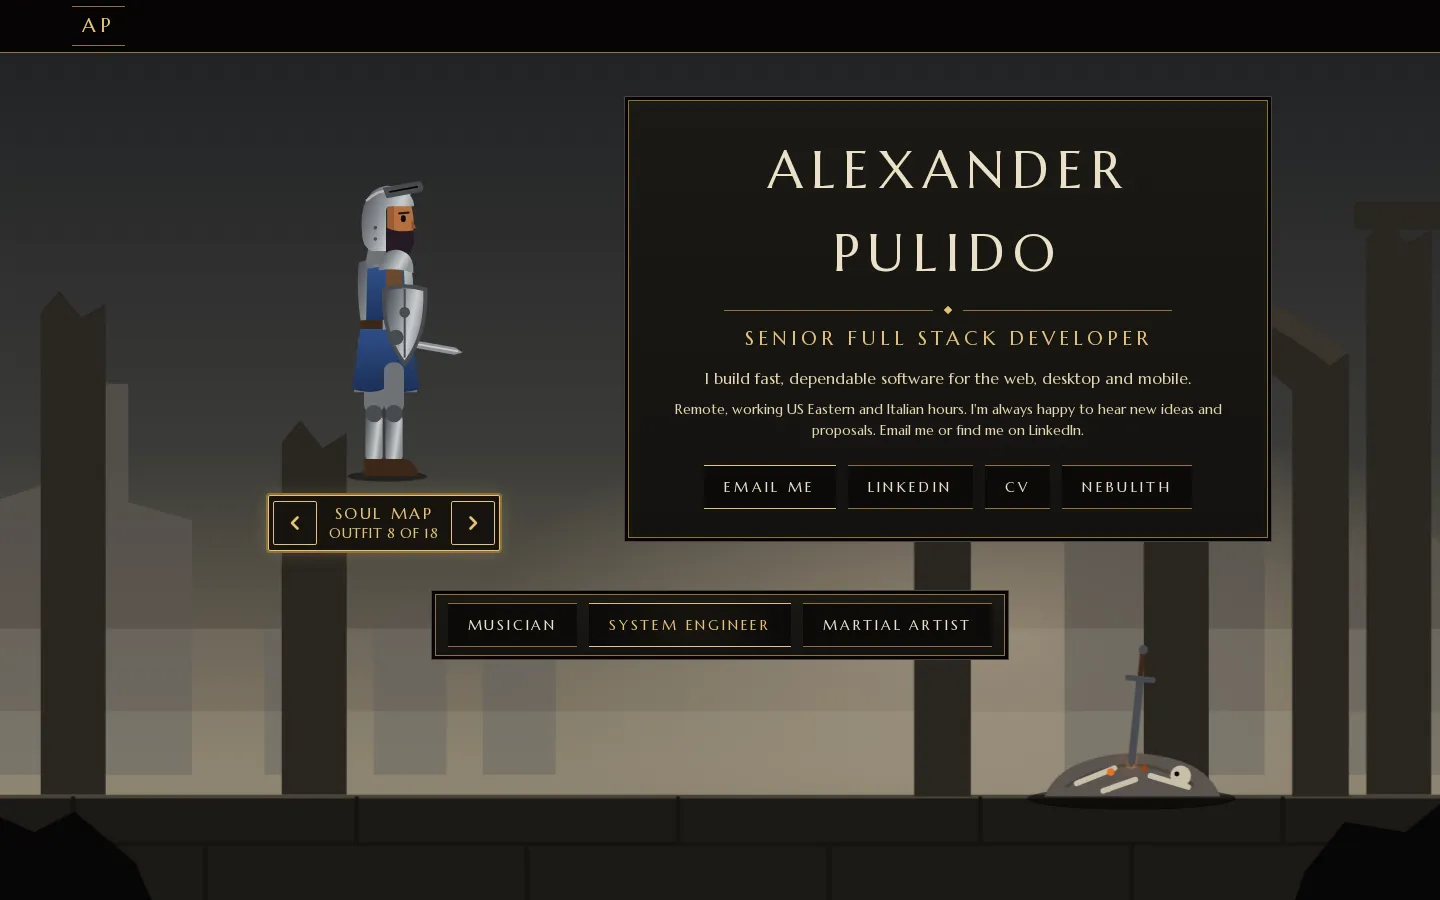 AP
ALEXANDER
PULIDO
SENIOR FULL STACK DEVELOPER
I build fast, dependable software for the web, desktop and mobile.
Remote, working US Eastern and Italian hours. I'm always happy to hear new ideas and
proposals. Email me or find me on LinkedIn.
EMAIL ME LINKEDIN CV NEBULITH
SOUL MAP
OUTFIT 8 OF 18
MUSICIAN SYSTEM ENGINEER MARTIAL ARTIST